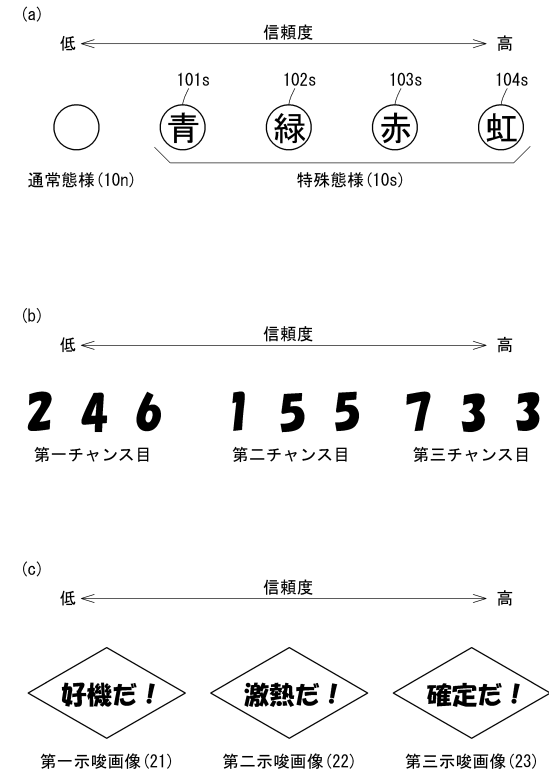 (a)
信頼度
低 高
101s 102s 103s 104s
青 緑 赤 虹
通常態様(10n) 特殊態様(10s)
(b)
信頼度
低 高
2 4 6 1 5 5 7 3 3
第一チャンス目 第二チャンス目 第三チャンス目
(c)
信頼度
低 高
好機だ! 激熱だ! 確定だ!
第一示唆画像(21) 第二示唆画像(22) 第三示唆画像(23)